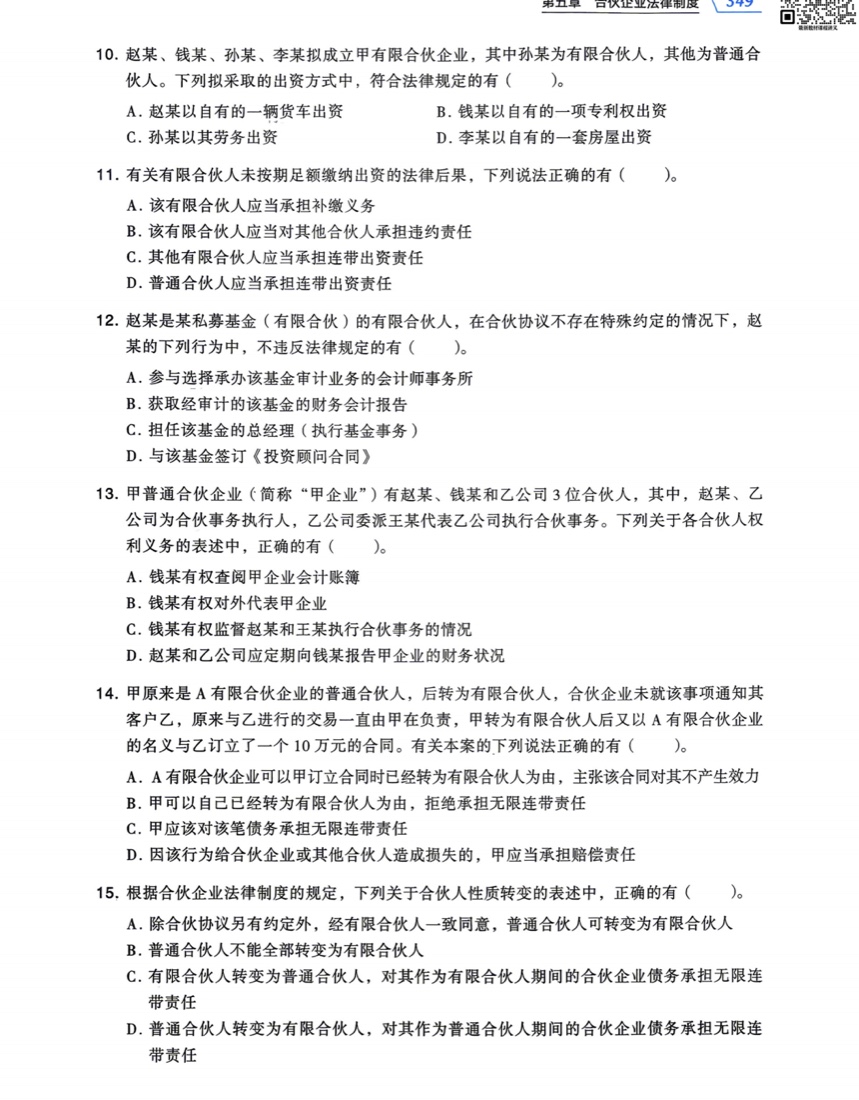 第五章 合伙企业法律制度 349
10. 赵某、钱某、孙某、李某拟成立甲有限合伙企业，其中孙某为有限合伙人，其他为普通合
伙人。下列拟采取的出资方式中，符合法律规定的有（ ）。
A. 赵某以自有的一辆货车出资 B. 钱某以自有的一项专利权出资
C. 孙某以其劳务出资 D. 李某以自有的一套房屋出资
11. 有关有限合伙人未按期足额缴纳出资的法律后果，下列说法正确的有（ ）。
A. 该有限合伙人应当承担补缴义务
B. 该有限合伙人应当对其他合伙人承担违约责任
C. 其他有限合伙人应当承担连带出资责任
D. 普通合伙人应当承担连带出资责任
12. 赵某是某私募基金（有限合伙）的有限合伙人，在合伙协议不存在特殊约定的情况下，赵
某的下列行为中，不违反法律规定的有（ ）。
A. 参与选择承办该基金审计业务的会计师事务所
B. 获取经审计的该基金的财务会计报告
C. 担任该基金的总经理（执行基金事务）
D. 与该基金签订《投资顾问合同》
13. 甲普通合伙企业（简称“甲企业”）有赵某、钱某和乙公司 3 位合伙人，其中，赵某、乙
公司为合伙事务执行人，乙公司委派王某代表乙公司执行合伙事务。下列关于各合伙人权
利义务的表述中，正确的有（ ）。
A. 钱某有权查阅甲企业会计账簿
B. 钱某有权对外代表甲企业
C. 钱某有权监督赵某和王某执行合伙事务的情况
D. 赵某和乙公司应定期向钱某报告甲企业的财务状况
14. 甲原来是 A 有限合伙企业的普通合伙人，后转为有限合伙人，合伙企业未就该事项通知其
客户乙，原来与乙进行的交易一直由甲在负责，甲转为有限合伙人后又以 A 有限合伙企业
的名义与乙订立了一个 10 万元的合同。有关本案的下列说法正确的有（ ）。
A. A 有限合伙企业可以甲订立合同时已经转为有限合伙人为由，主张该合同对其不产生效力
B. 甲可以自己已经转为有限合伙人为由，拒绝承担无限连带责任
C. 甲应该对该笔债务承担无限连带责任
D. 因该行为给合伙企业或其他合伙人造成损失的，甲应当承担赔偿责任
15. 根据合伙企业法律制度的规定，下列关于合伙人性质转变的表述中，正确的有（ ）。
A. 除合伙协议另有约定外，经有限合伙人一致同意，普通合伙人可转变为有限合伙人
B. 普通合伙人不能全部转变为有限合伙人
C. 有限合伙人转变为普通合伙人，对其作为有限合伙人期间的合伙企业债务承担无限连
带责任
D. 普通合伙人转变为有限合伙人，对其作为普通合伙人期间的合伙企业债务承担无限连
带责任